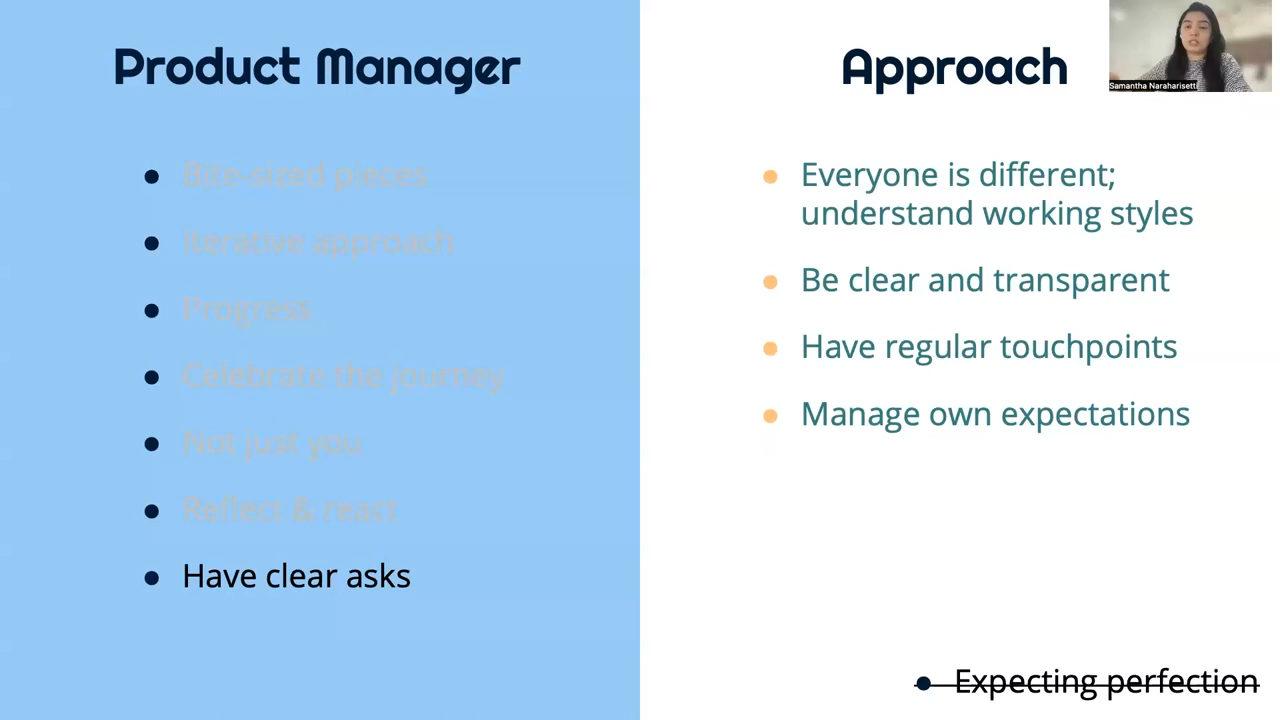 Product Manager
Bite-sized pieces
Iterative approach
Progress
Celebrate the journey
Not just you
Reflect & react
Have clear asks
Approach
Everyone is different;
understand working styles
Be clear and transparent
Have regular touchpoints
Manage own expectations
Expecting perfection
Samantha Naraharisetti